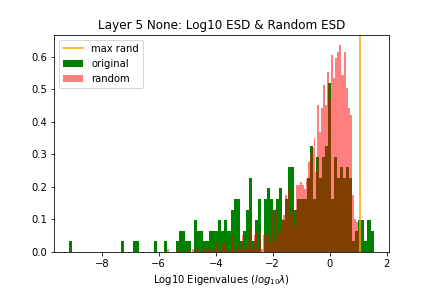 Layer 5 None: Log10 ESD & Random ESD
max rand
original
random
0.6
0.5
0.4
0.3
0.2
0.1
0.0
−8
−6
−4
−2
0
2
Log10 Eigenvalues (log₁₀λ)